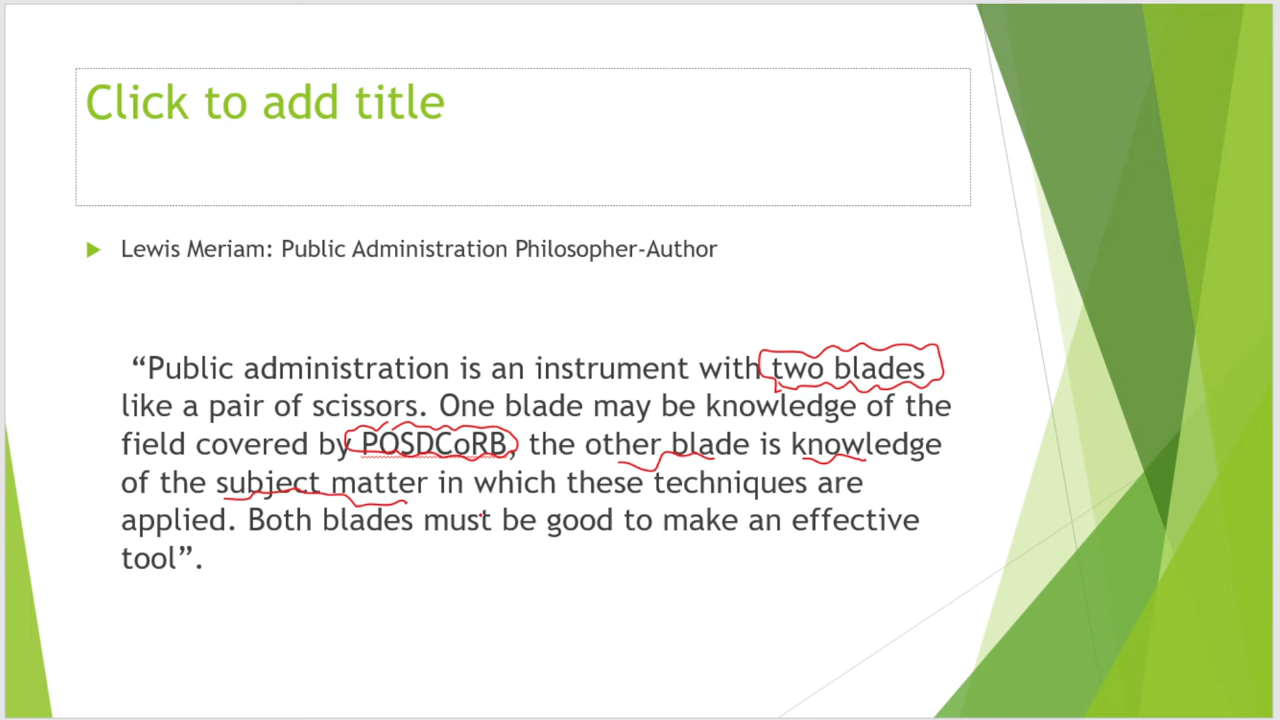 Click to add title
Lewis Meriam: Public Administration Philosopher-Author
“Public administration is an instrument with two blades
like a pair of scissors. One blade may be knowledge of the
field covered by POSDCoRB, the other blade is knowledge
of the subject matter in which these techniques are
applied. Both blades must be good to make an effective
tool”.